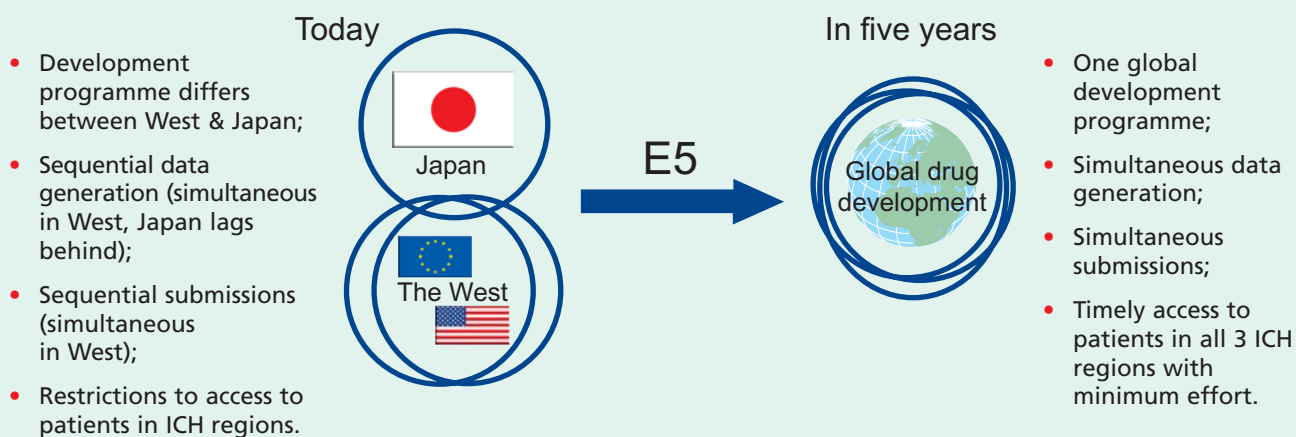 Today
• Development
programme differs
between West & Japan;
• Sequential data
generation (simultaneous
in West, Japan lags
behind);
• Sequential submissions
(simultaneous
in West);
• Restrictions to access to
patients in ICH regions.
Japan
The West
E5
In five years
Global drug
development
• One global
development
programme;
• Simultaneous data
generation;
• Simultaneous
submissions;
• Timely access to
patients in all 3 ICH
regions with
minimum effort.